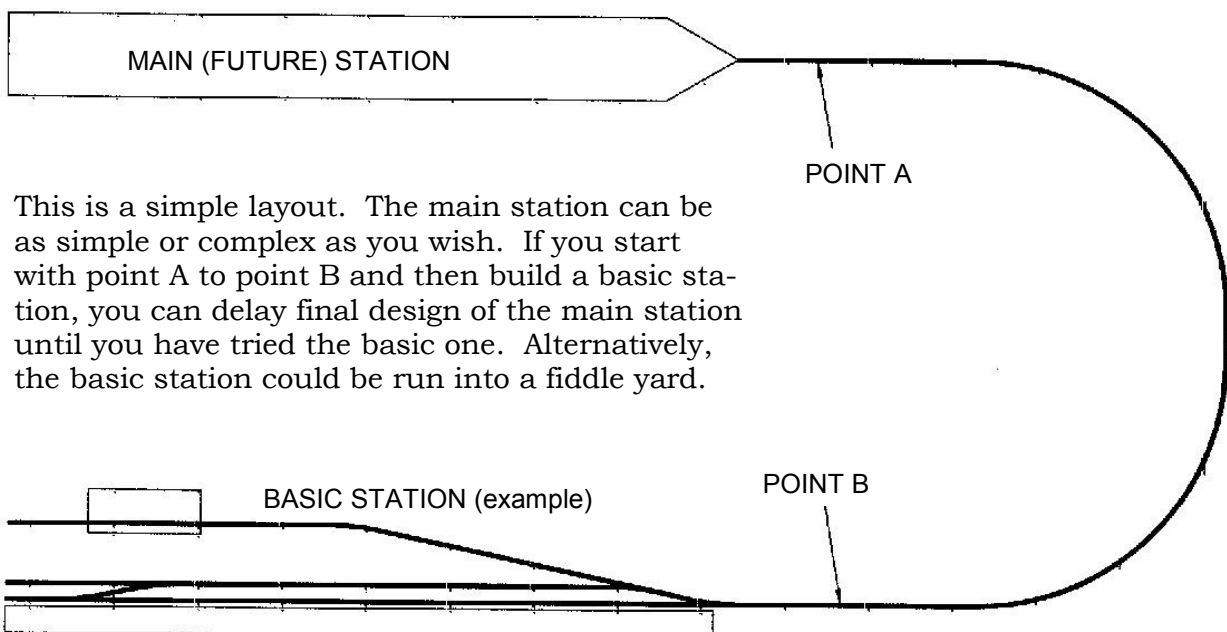 MAIN (FUTURE) STATION
POINT A
This is a simple layout.  The main station can be
as simple or complex as you wish.  If you start
with point A to point B and then build a basic sta-
tion, you can delay final design of the main station
until you have tried the basic one.  Alternatively,
the basic station could be run into a fiddle yard.
BASIC STATION (example)
POINT B